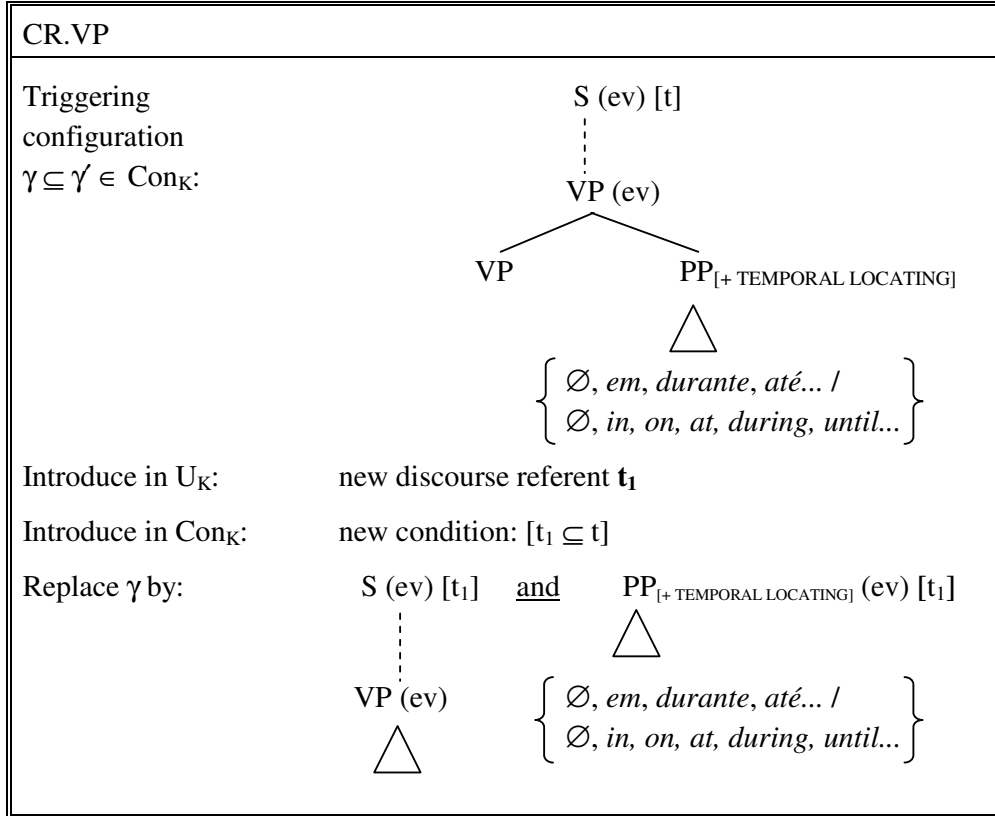 CR.VP
Triggering S (ev) [t]
configuration
γ ⊆ γ′ ∈ Con_K: VP (ev)
VP PP_[+ TEMPORAL LOCATING]
∅, em, durante, até... /
∅, in, on, at, during, until...
Introduce in U_K: new discourse referent t₁
Introduce in Con_K: new condition: [t₁ ⊆ t]
Replace γ by: S (ev) [t₁] and PP_[+ TEMPORAL LOCATING] (ev) [t₁]
VP (ev) ∅, em, durante, até... /
∅, in, on, at, during, until...